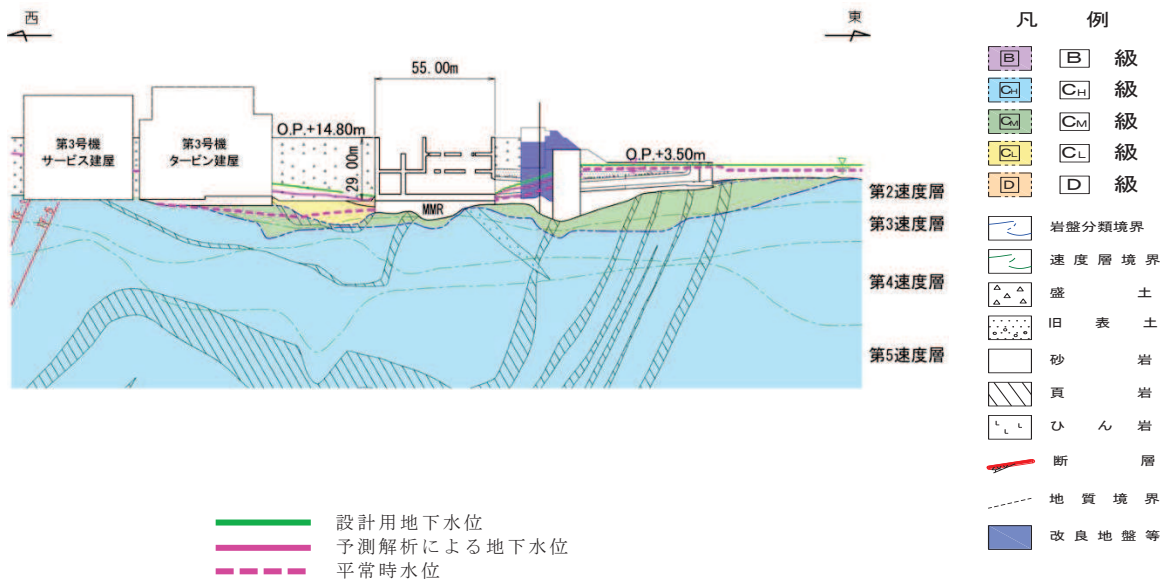 西
東
55.00m
第3号機
サービス建屋
第3号機
タービン建屋
O.P.+14.80m
29.00m
O.P.+3.50m
MMR
第2速度層
第3速度層
第4速度層
第5速度層
凡 例
B B 級
CH CH 級
CM CM 級
CL CL 級
D D 級
岩盤分類境界
速度層境界
盛 土
旧表土
砂 岩
頁 岩
ひん岩
断 層
地質境界
改良地盤等
設計用地下水位
予測解析による地下水位
平常時水位